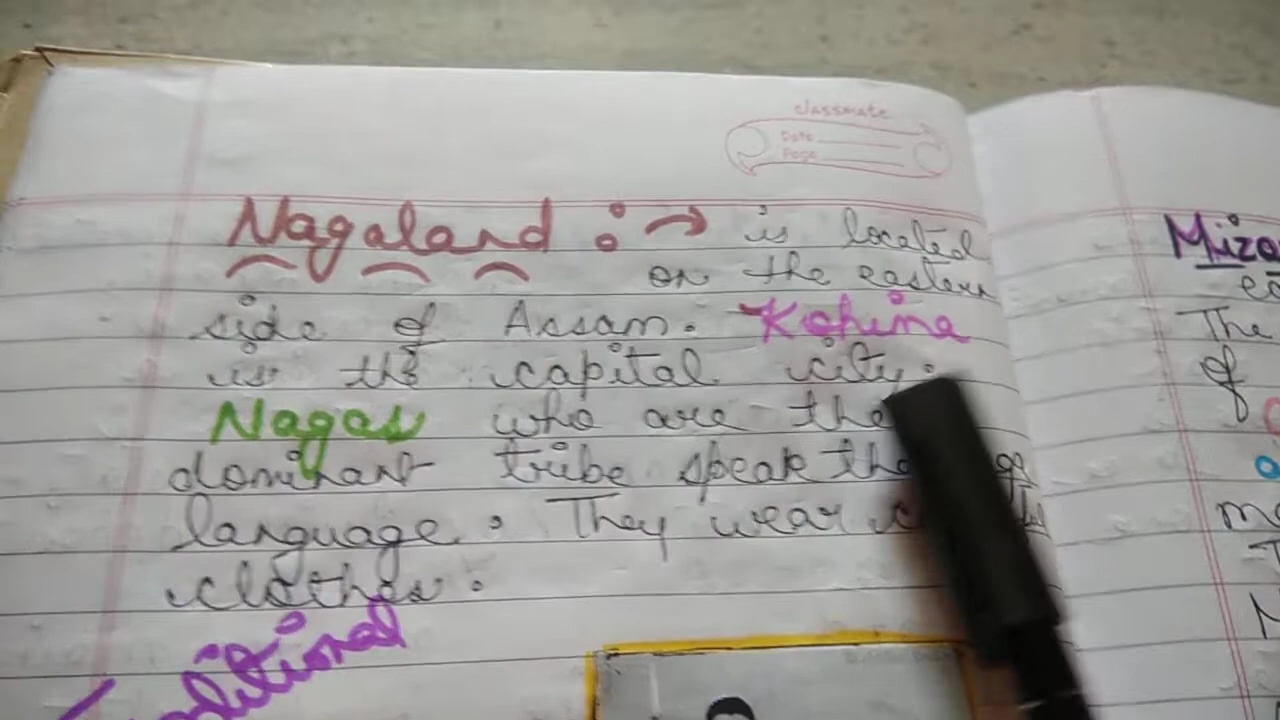 classmate
Date
Page
Nagaland :→ is located
on the eastern
side of Assam. Kohima
is the capital city.
Nagas who are the
dominant tribe speak the
language. They wear
clothes.
Traditional
The
of